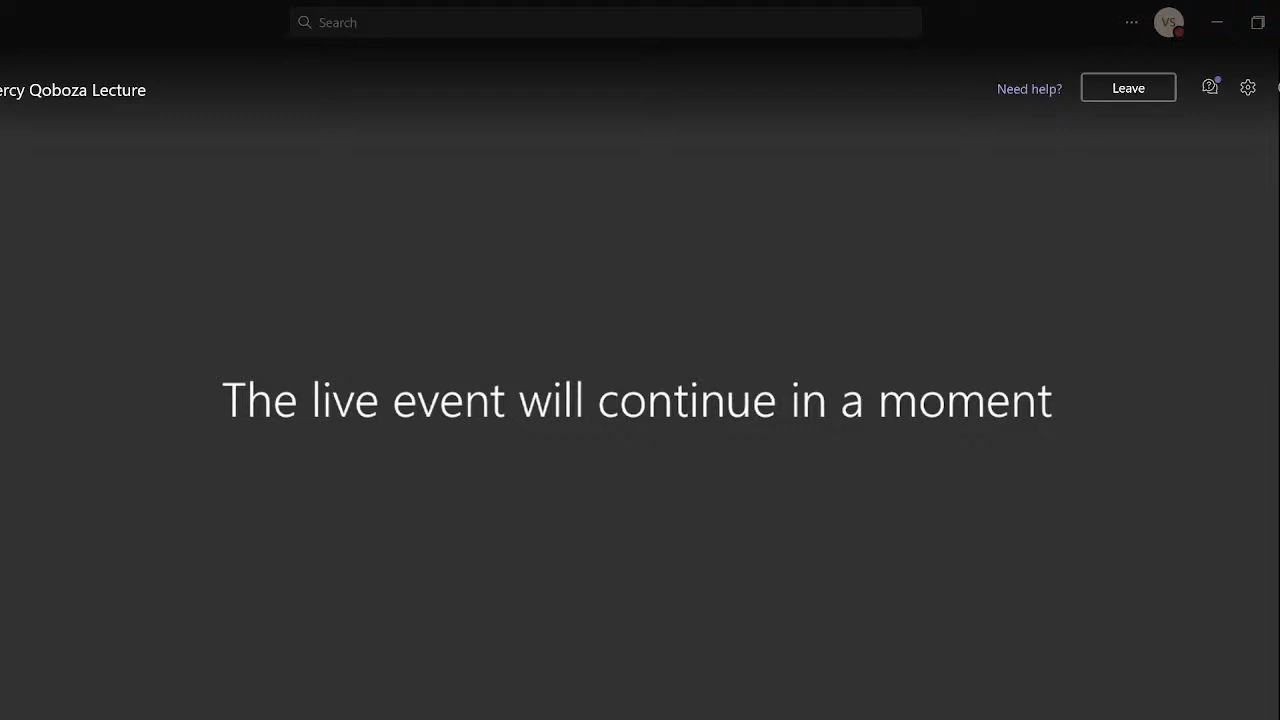 Search
VS
ercy Qoboza Lecture
Need help?
Leave
The live event will continue in a moment